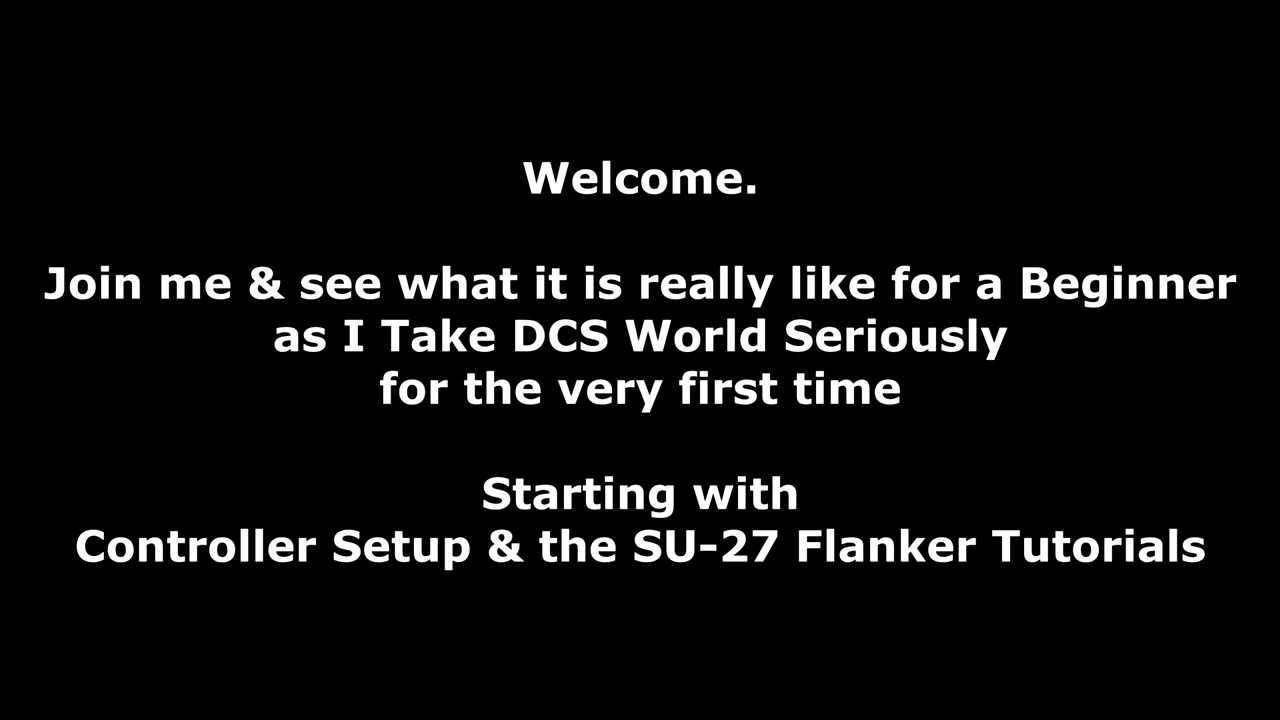 Welcome.
Join me & see what it is really like for a Beginner
as I Take DCS World Seriously
for the very first time
Starting with
Controller Setup & the SU-27 Flanker Tutorials